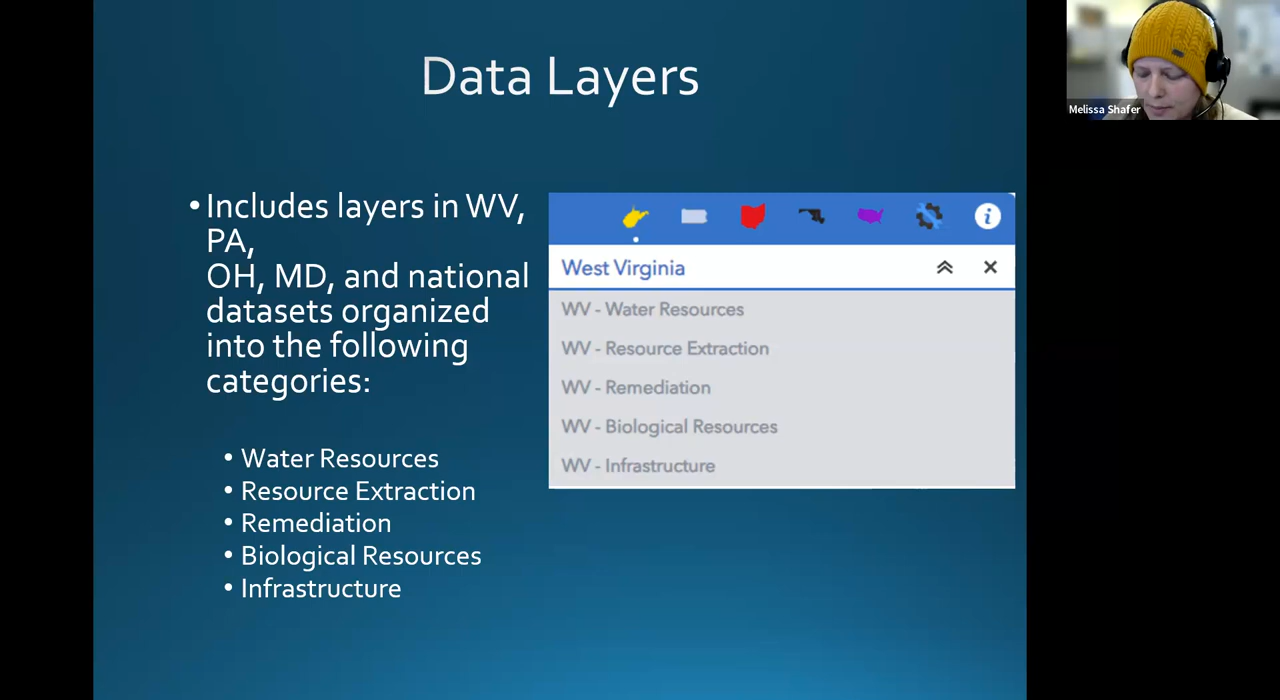 Data Layers
Melissa Shafer
• Includes layers in WV,
PA,
OH, MD, and national
datasets organized
into the following
categories:
• Water Resources
• Resource Extraction
• Remediation
• Biological Resources
• Infrastructure
West Virginia
WV - Water Resources
WV - Resource Extraction
WV - Remediation
WV - Biological Resources
WV - Infrastructure